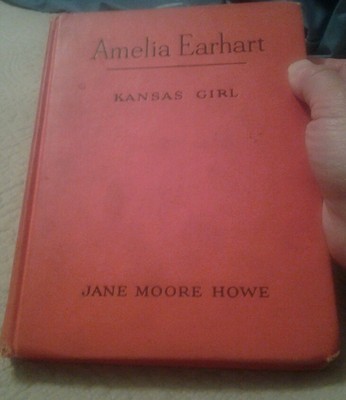 Amelia Earhart
KANSAS GIRL
JANE MOORE HOWE